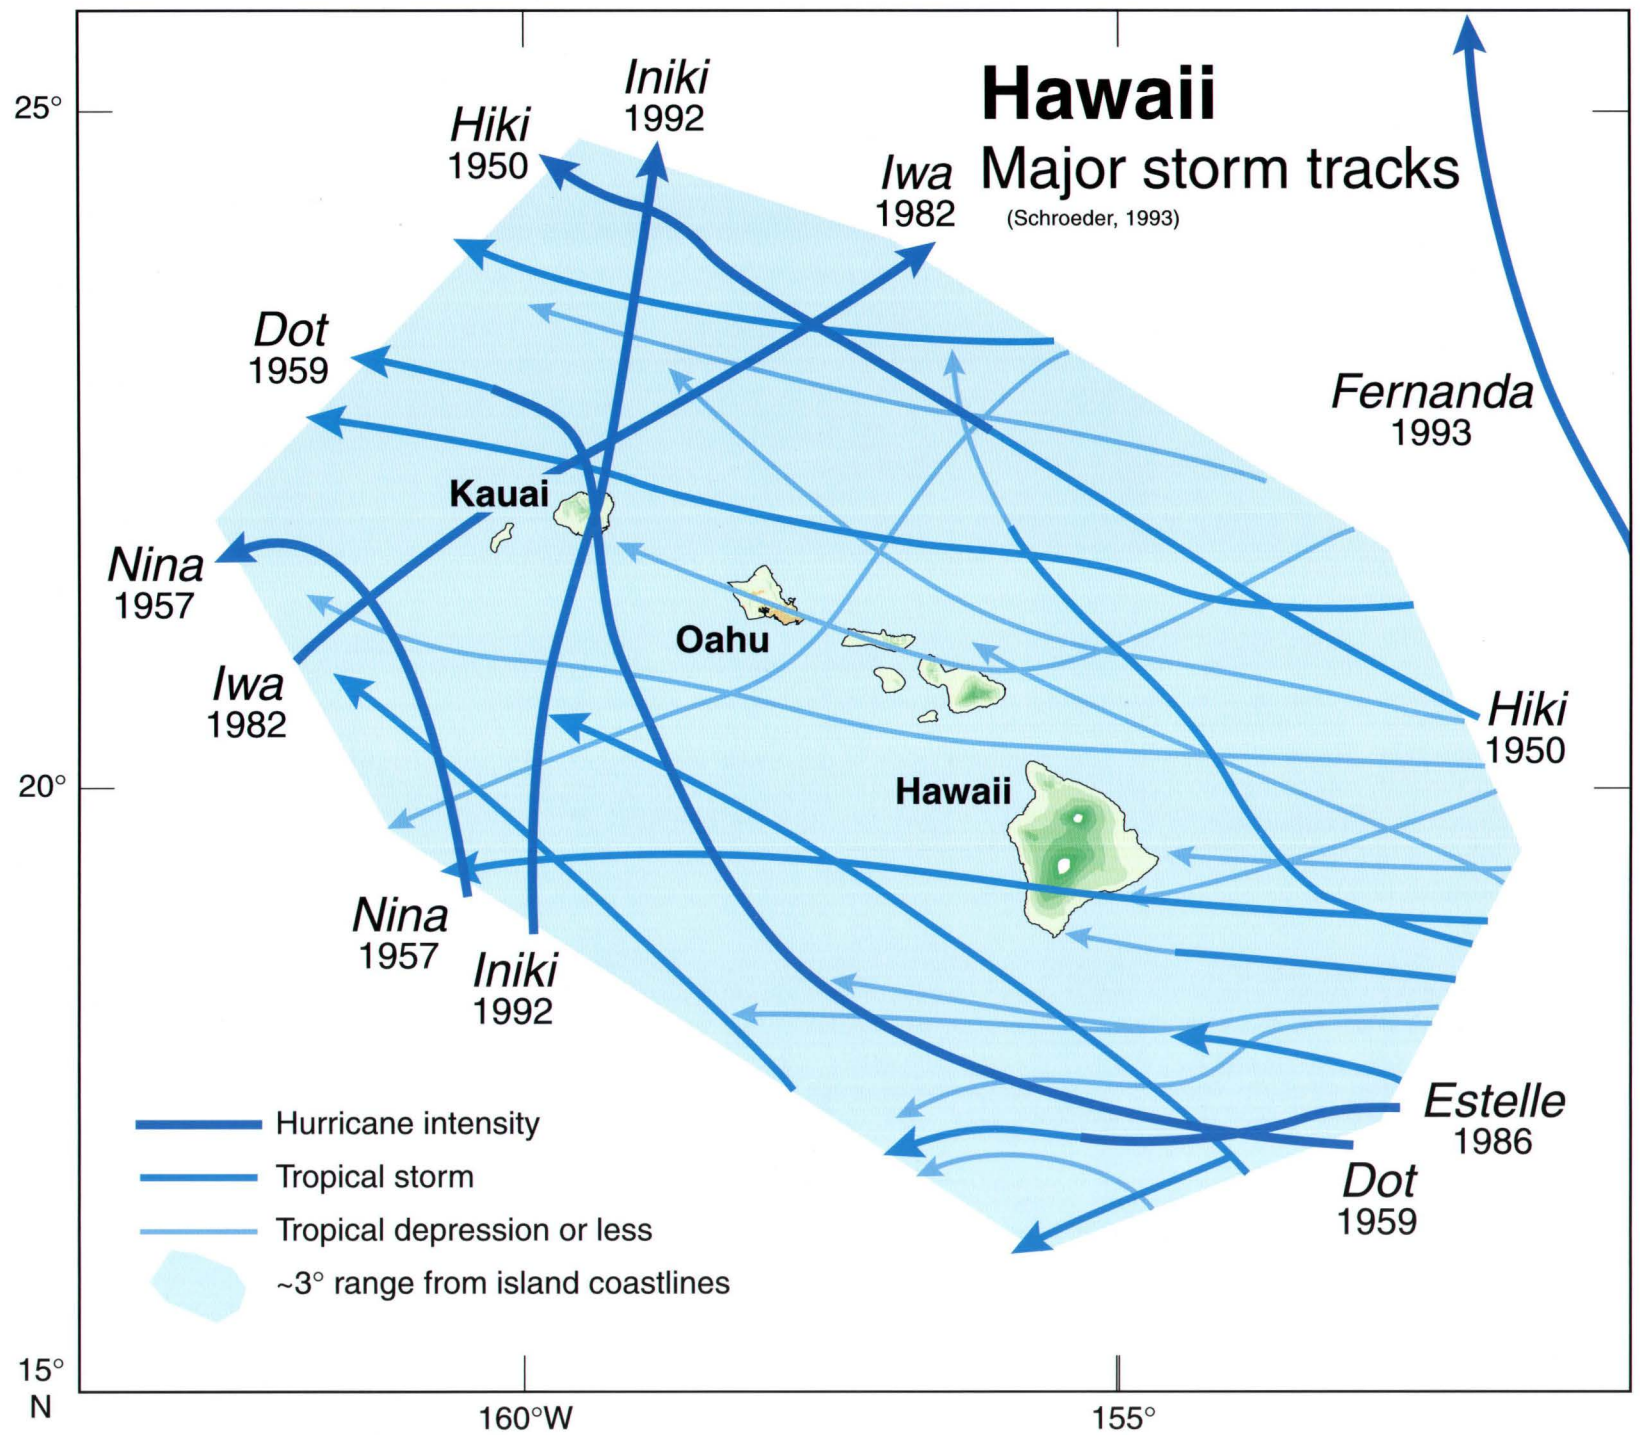 Hawaii
Major storm tracks
(Schroeder, 1993)
25°
Iniki
1992
Hiki
1950
Iwa
1982
Dot
1959
Fernanda
1993
Kauai
Nina
1957
Oahu
Iwa
1982
Hiki
1950
20°
Hawaii
Nina
1957
Iniki
1992
Estelle
1986
Dot
1959
Hurricane intensity
Tropical storm
Tropical depression or less
~3° range from island coastlines
15°
N
160°W
155°